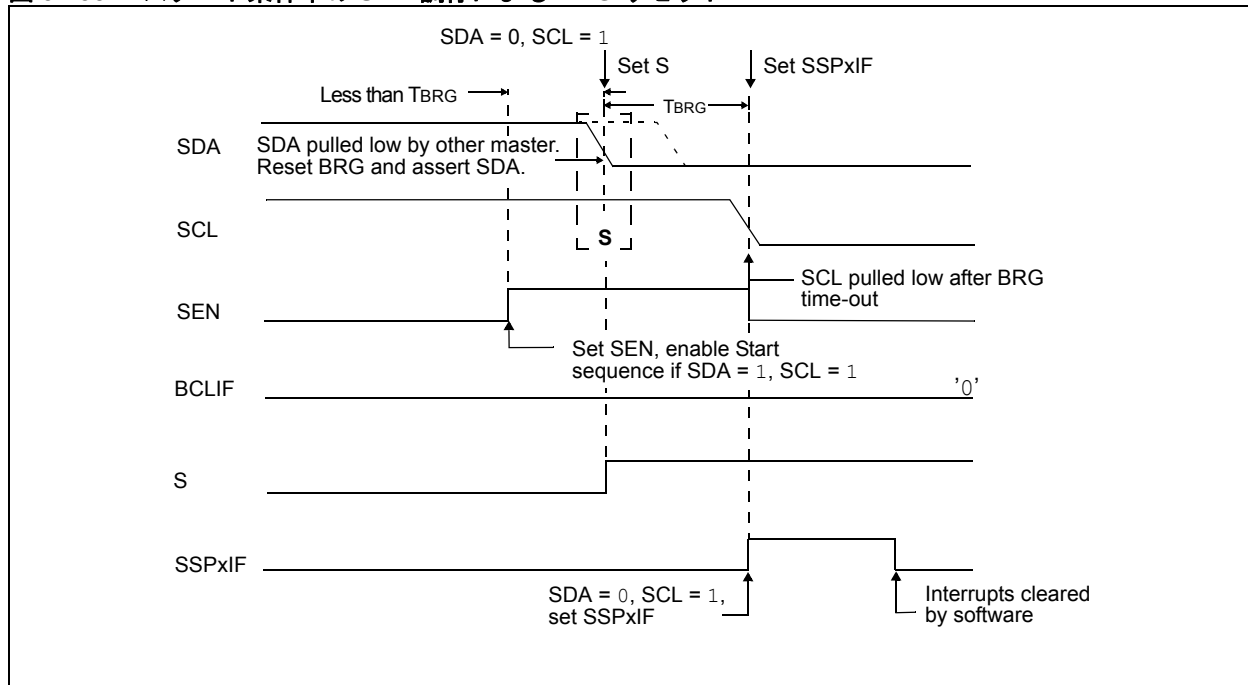 SDA = 0, SCL = 1
Set S
Set SSPxIF
Less than TBRG
TBRG
SDA
SDA pulled low by other master.
Reset BRG and assert SDA.
SCL
S
SCL pulled low after BRG
time-out
SEN
Set SEN, enable Start
sequence if SDA = 1, SCL = 1
BCLIF
'0'
S
SSPxIF
SDA = 0, SCL = 1,
set SSPxIF
Interrupts cleared
by software